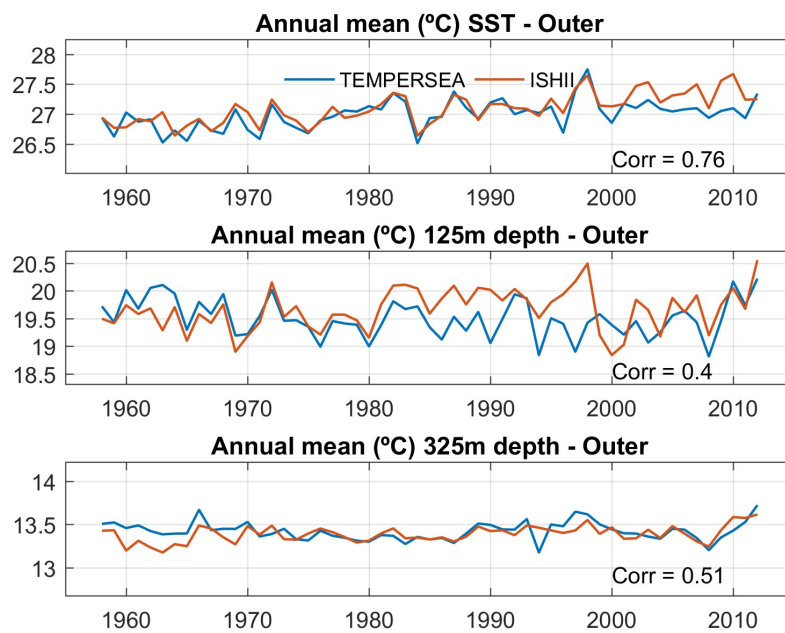 Annual mean (ºC) SST - Outer
28
27.5
27
26.5
TEMPERSEA ISHII
Corr = 0.76
1960 1970 1980 1990 2000 2010
Annual mean (ºC) 125m depth - Outer
20.5
20
19.5
19
18.5
Corr = 0.4
1960 1970 1980 1990 2000 2010
Annual mean (ºC) 325m depth - Outer
14
13.5
13
Corr = 0.51
1960 1970 1980 1990 2000 2010